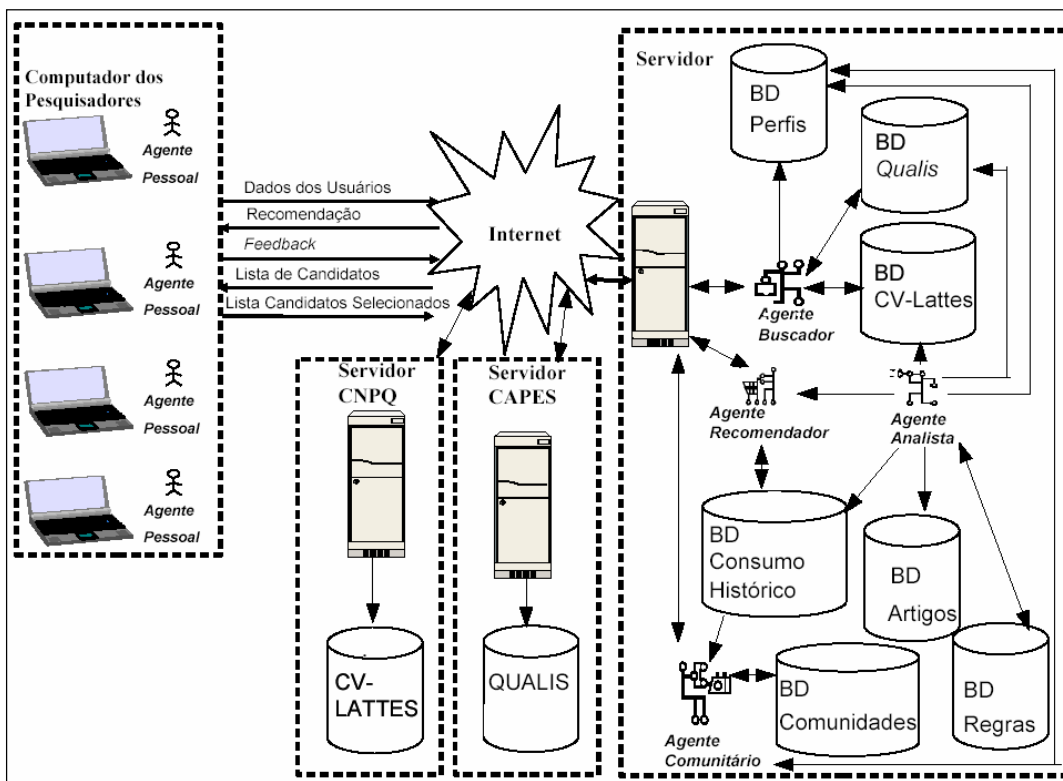 Computador dos
Pesquisadores
Agente
Pessoal
Agente
Pessoal
Agente
Pessoal
Agente
Pessoal
Dados dos Usuários
Recomendação
Feedback
Lista de Candidatos
Lista Candidatos Selecionados
Internet
Servidor
CNPQ
CV-
LATTES
Servidor
CAPES
QUALIS
Servidor
BD
Perfis
BD
Qualis
BD
CV-Lattes
Agente
Buscador
Agente
Recomendador
Agente
Analista
BD
Consumo
Histórico
BD
Artigos
BD
Regras
BD
Comunidades
Agente
Comunitário